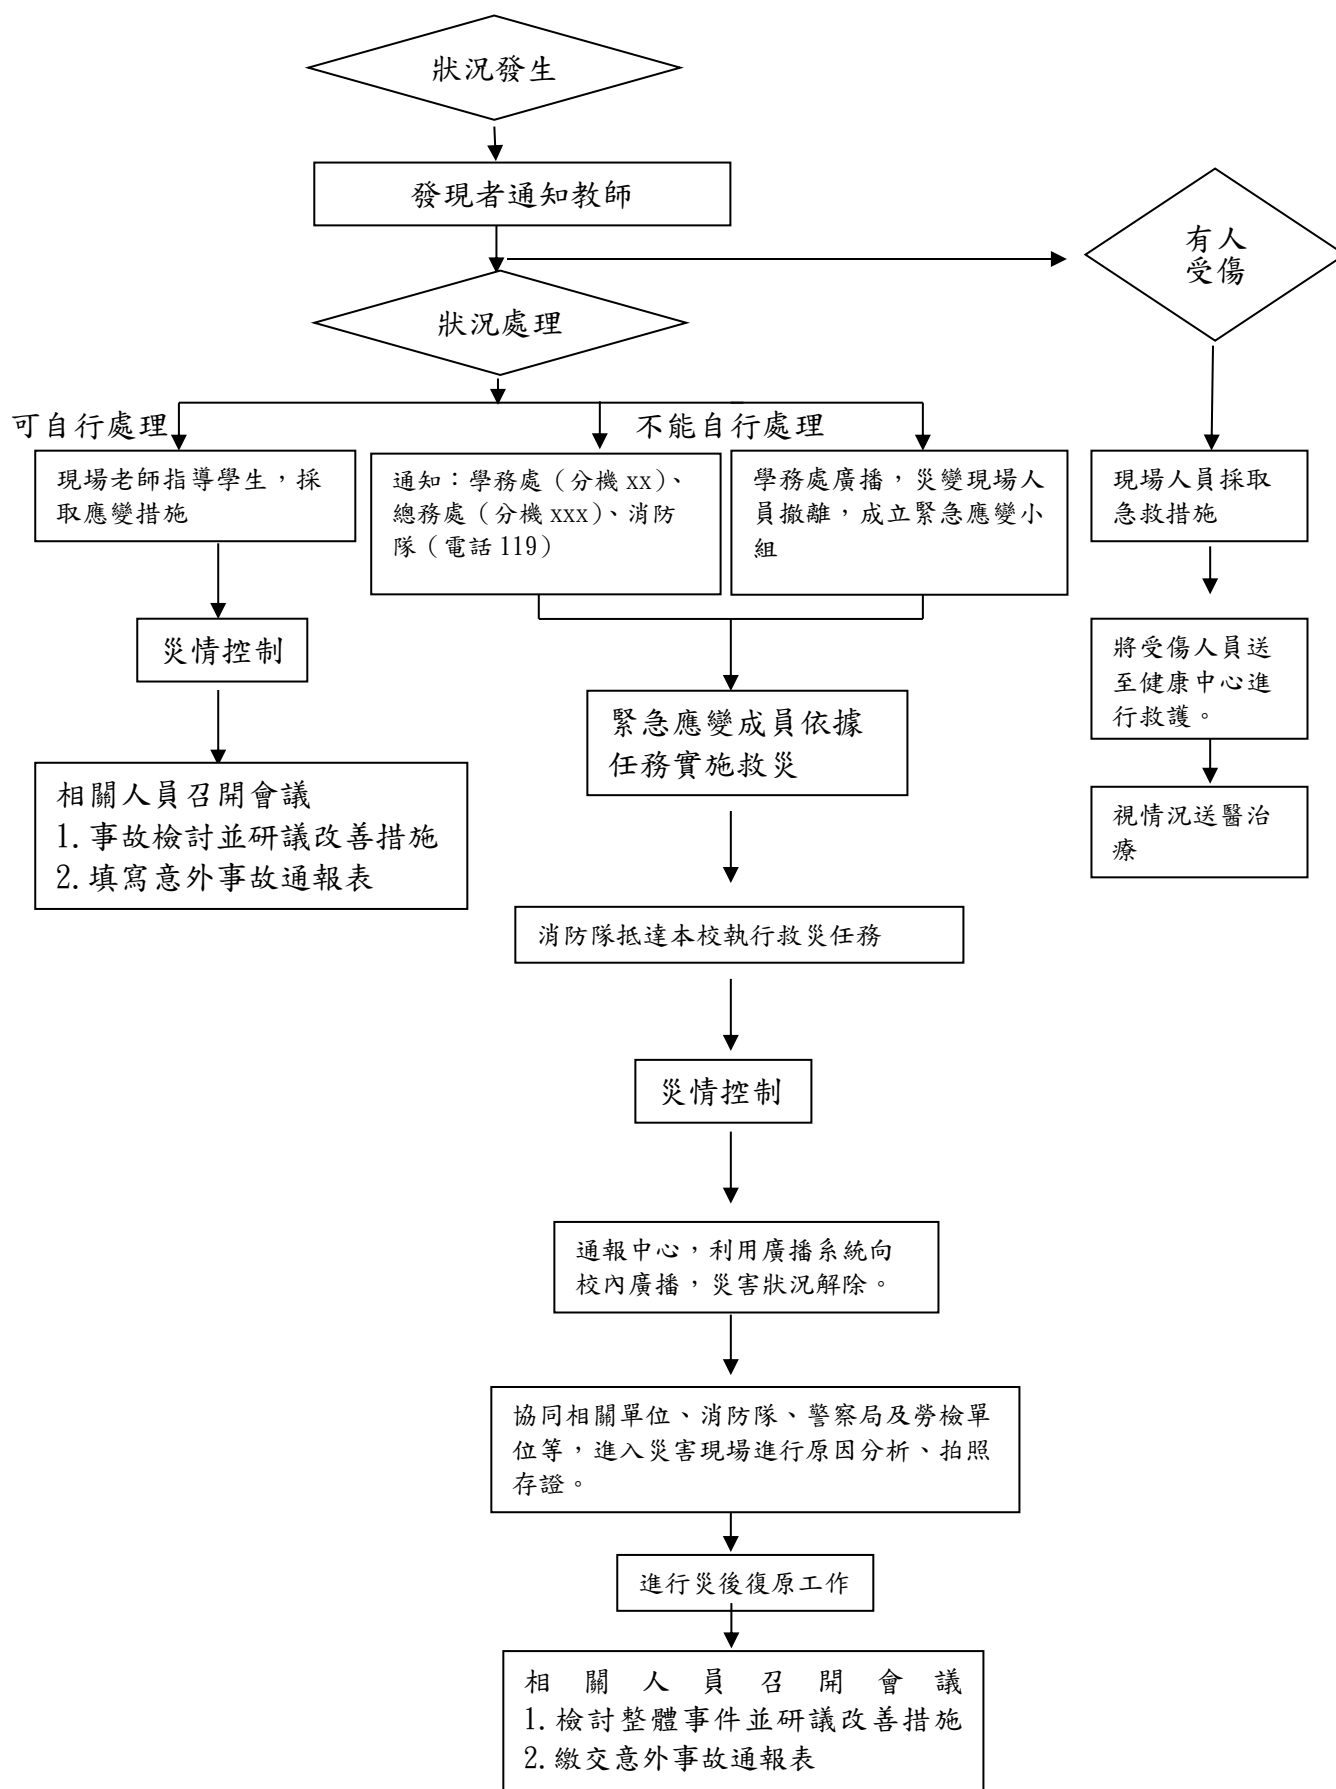 狀況發生
發現者通知教師
有人
受傷
狀況處理
可自行處理
不能自行處理
現場老師指導學生，採
取應變措施
通知：學務處（分機 xx）、
總務處（分機 xxx）、消防
隊（電話 119）
學務處廣播，災變現場人
員撤離，成立緊急應變小
組
現場人員採取
急救措施
災情控制
將受傷人員送
至健康中心進
行救護。
緊急應變成員依據
任務實施救災
相關人員召開會議
1.事故檢討並研議改善措施
2.填寫意外事故通報表
視情況送醫治
療
消防隊抵達本校執行救災任務
災情控制
通報中心，利用廣播系統向
校內廣播，災害狀況解除。
協同相關單位、消防隊、警察局及勞檢單
位等，進入災害現場進行原因分析、拍照
存證。
進行災後復原工作
相關人員召開會議
1.檢討整體事件並研議改善措施
2.繳交意外事故通報表